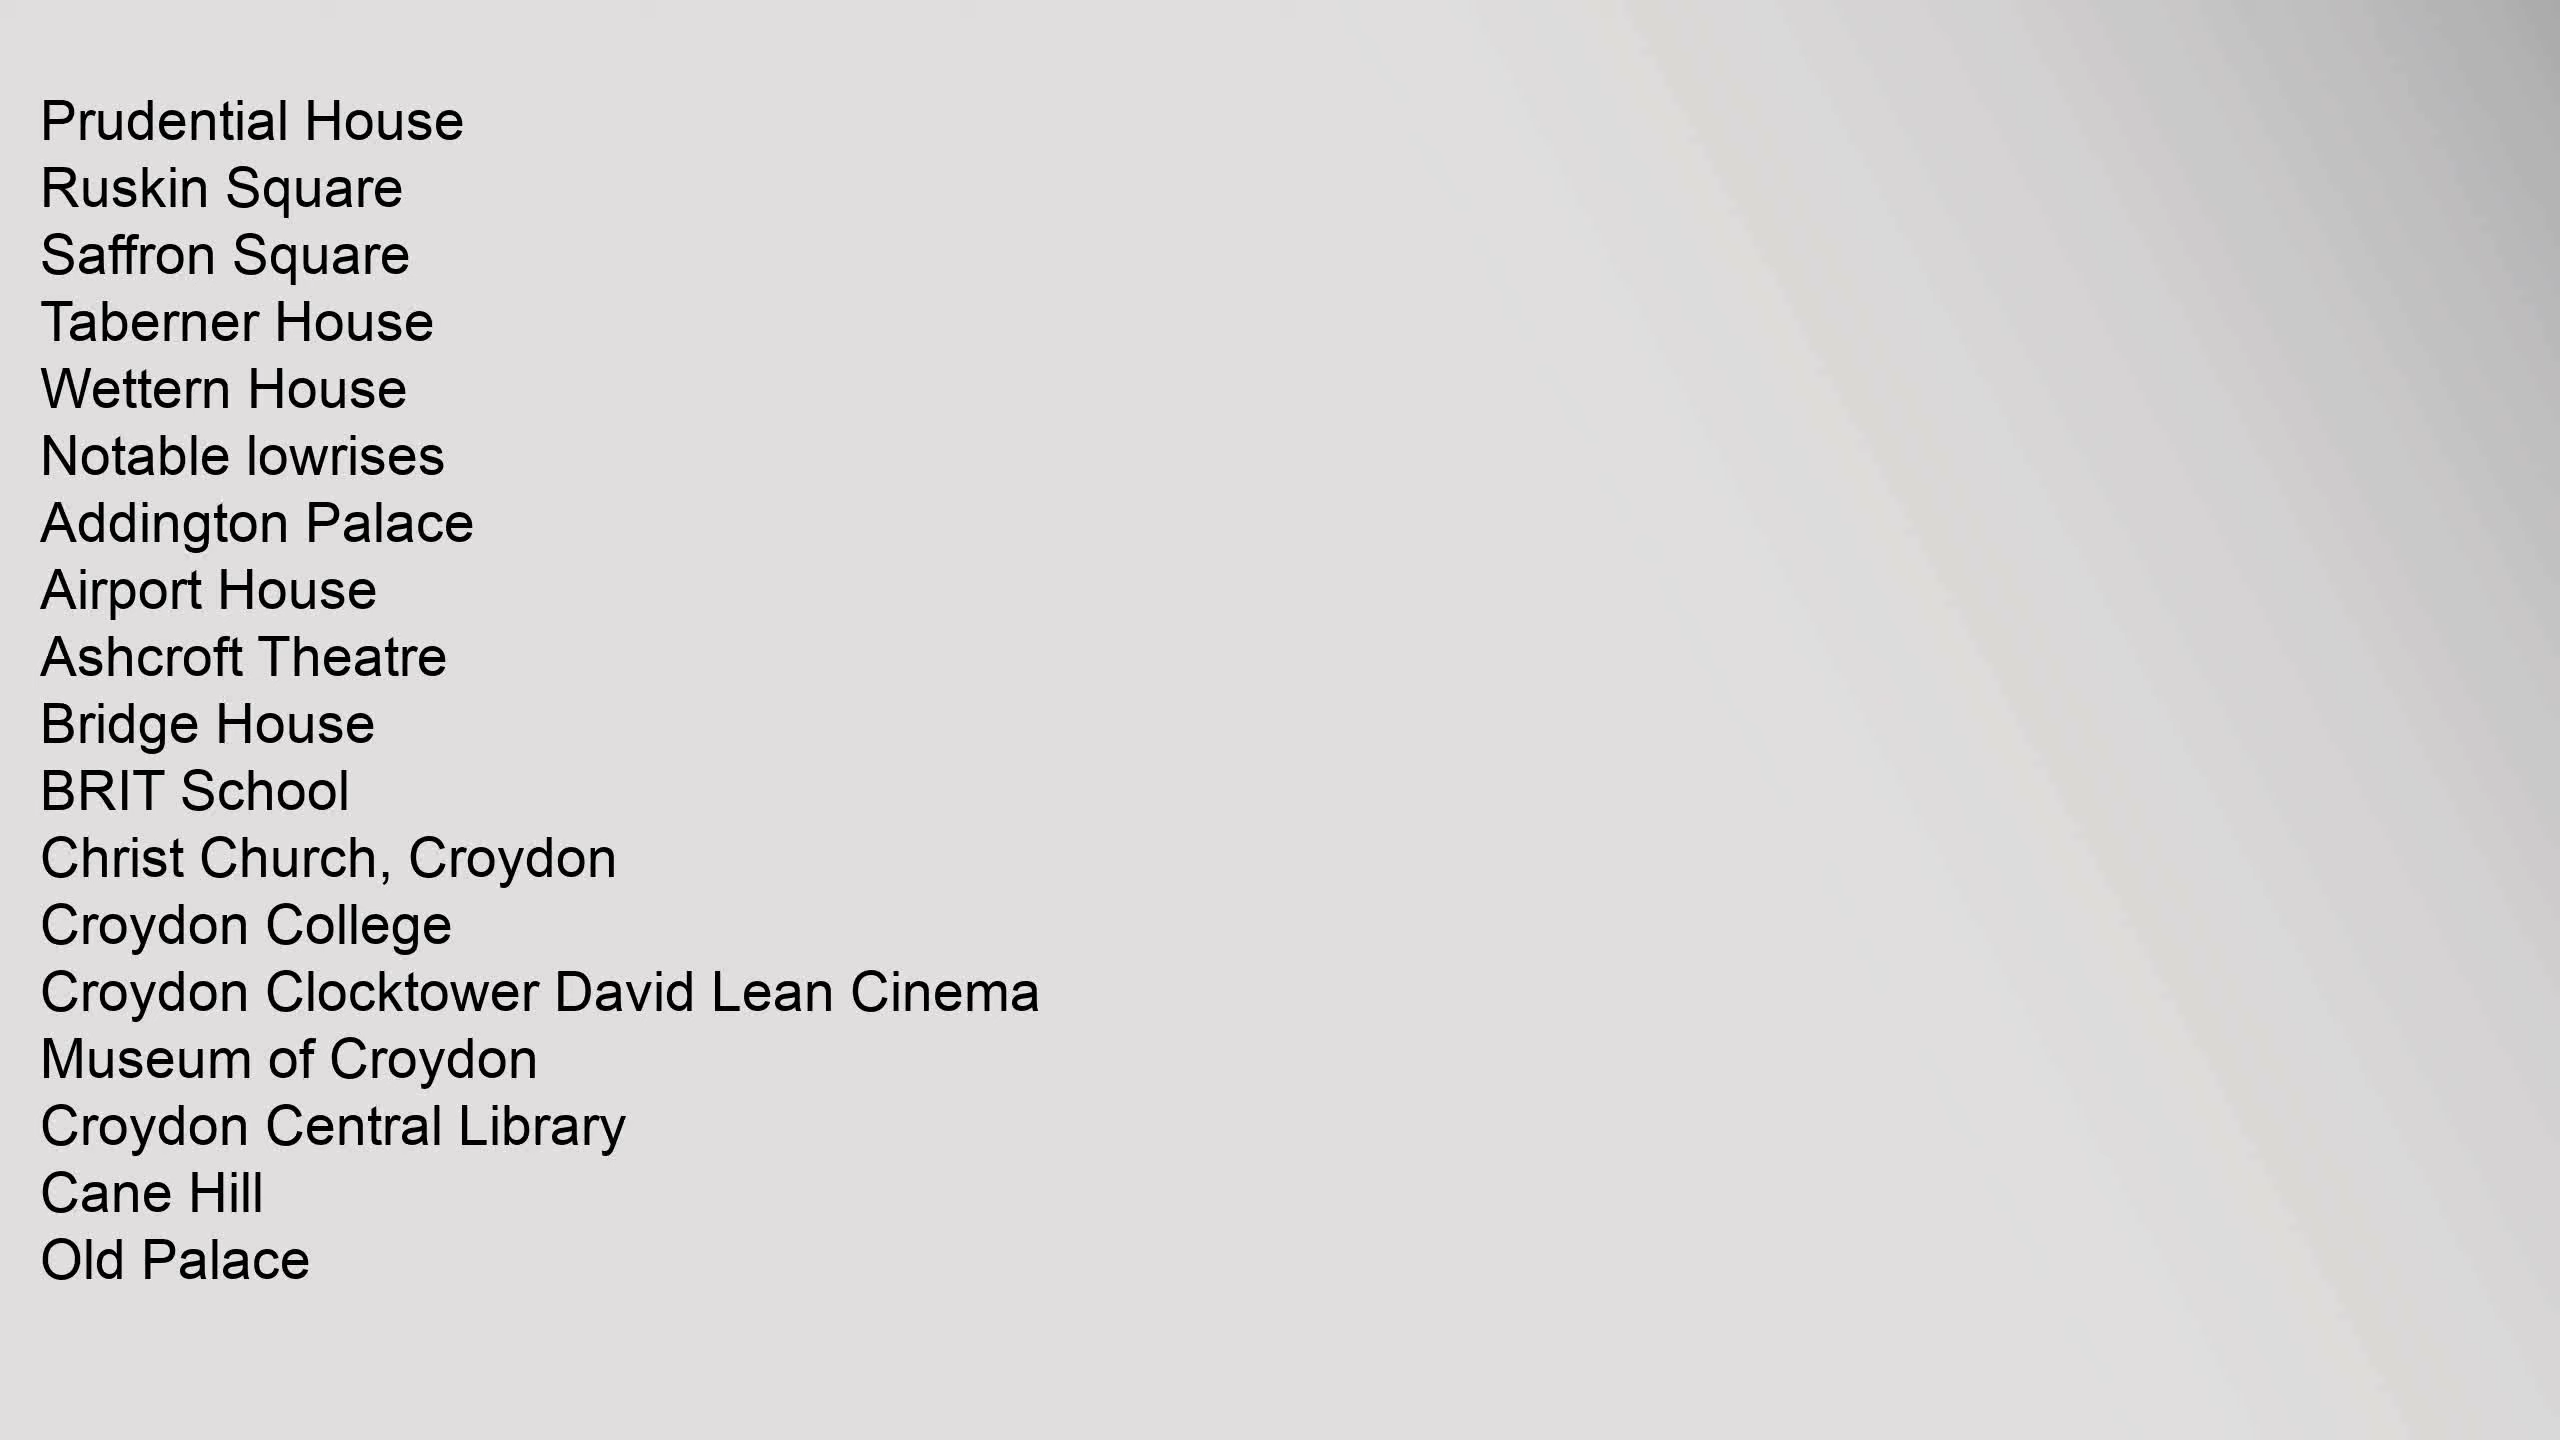 Prudential House
Ruskin Square
Saffron Square
Taberner House
Wettern House
Notable lowrises
Addington Palace
Airport House
Ashcroft Theatre
Bridge House
BRIT School
Christ Church, Croydon
Croydon College
Croydon Clocktower David Lean Cinema
Museum of Croydon
Croydon Central Library
Cane Hill
Old Palace